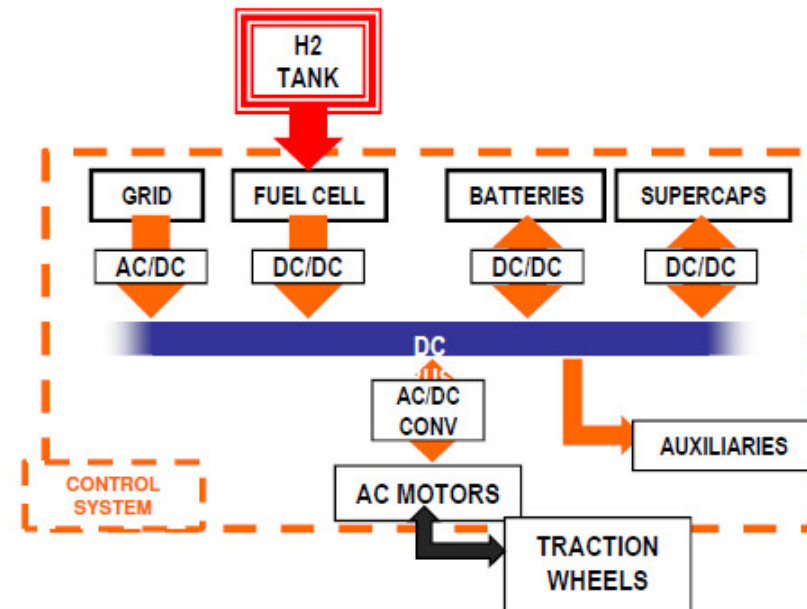 H2
TANK
GRID
FUEL CELL
BATTERIES
SUPERCAPS
AC/DC
DC/DC
DC/DC
DC/DC
DC
AC/DC
CONV
AUXILIARIES
CONTROL
SYSTEM
AC MOTORS
TRACTION
WHEELS